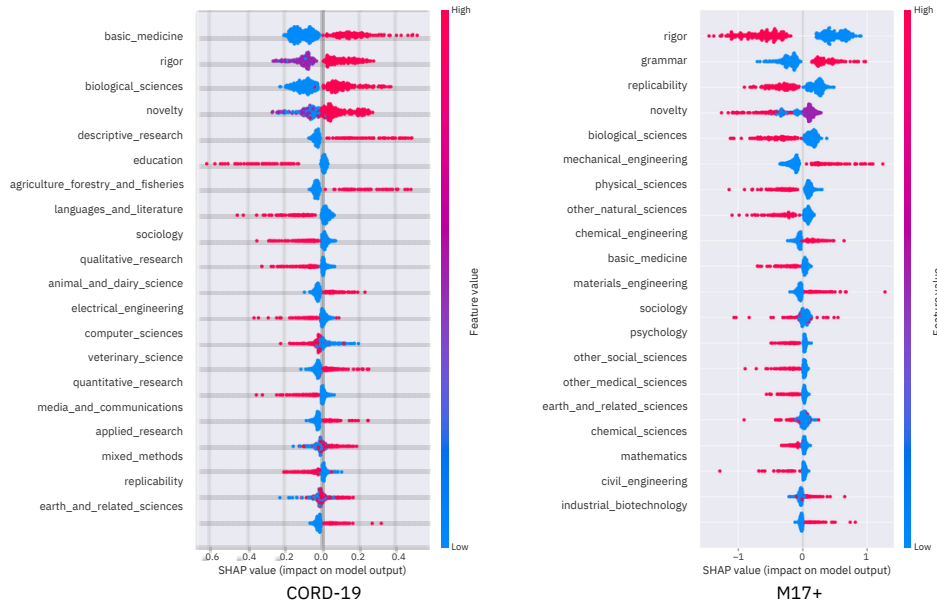 High
basic_medicine
rigor
biological_sciences
novelty
descriptive_research
education
agriculture_forestry_and_fisheries
languages_and_literature
sociology
qualitative_research
animal_and_dairy_science
electrical_engineering
computer_sciences
veterinary_science
quantitative_research
media_and_communications
applied_research
mixed_methods
replicability
earth_and_related_sciences
Feature value
Low
0.6 -0.4 -0.2 0.0 0.2 0.4
SHAP value (impact on model output)
CORD-19
High
rigor
grammar
replicability
novelty
biological_sciences
mechanical_engineering
physical_sciences
other_natural_sciences
chemical_engineering
basic_medicine
materials_engineering
sociology
psychology
other_social_sciences
other_medical_sciences
earth_and_related_sciences
chemical_sciences
mathematics
civil_engineering
industrial_biotechnology
Feature value
Low
−1 0 1
SHAP value (impact on model output)
M17+